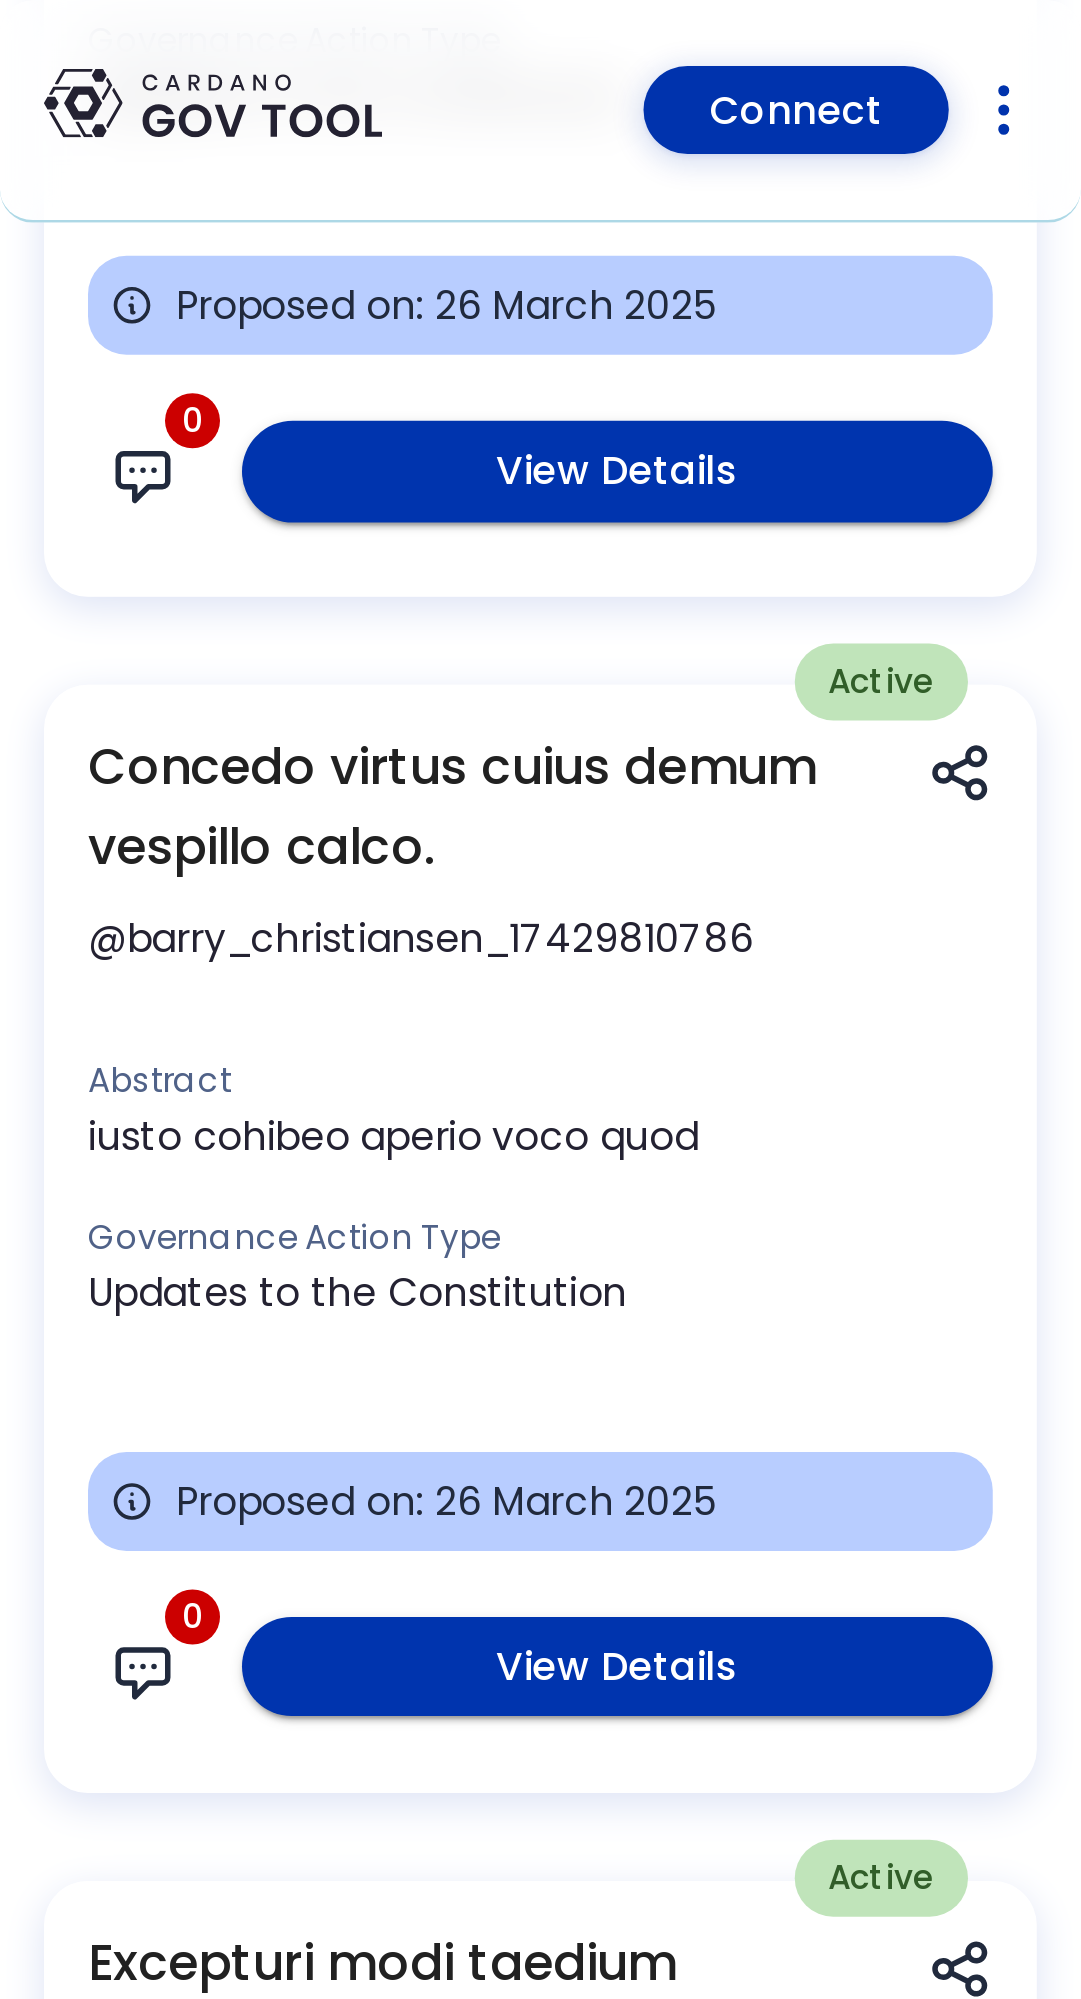 Governance Action Type
CARDANO
GOV TOOL
Connect
Proposed on: 26 March 2025
0
View Details
Active
Concedo virtus cuius demum
vespillo calco.
@barry_christiansen_17429810786
Abstract
iusto cohibeo aperio voco quod
Governance Action Type
Updates to the Constitution
Proposed on: 26 March 2025
0
View Details
Active
Excepturi modi taedium